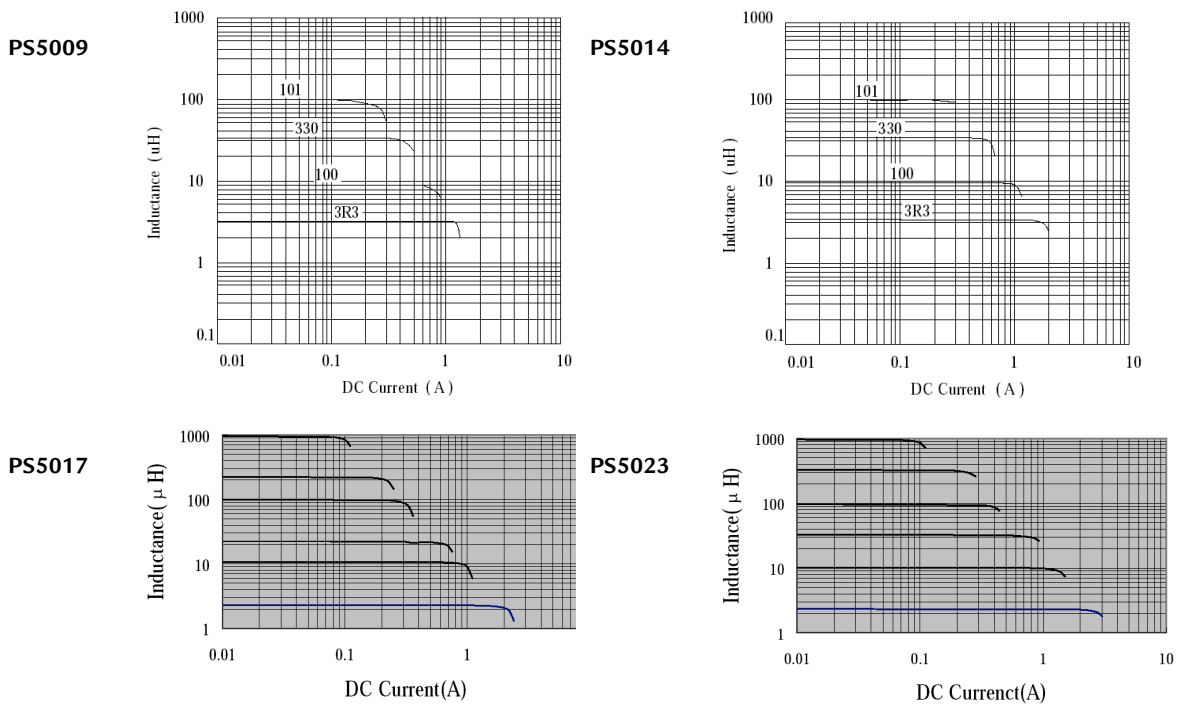 PS5009
1000
100
10
1
0.1
Inductance (uH)
101
330
100
3R3
0.01 0.1 1 10
DC Current (A)
PS5014
1000
100
10
1
0.1
Inductance (uH)
101
330
100
3R3
0.01 0.1 1 10
DC Current (A)
PS5017
1000
100
10
1
Inductance( μ H)
0.01 0.1 1
DC Current(A)
PS5023
1000
100
10
1
Inductance( μ H)
0.01 0.1 1 10
DC Currenct(A)